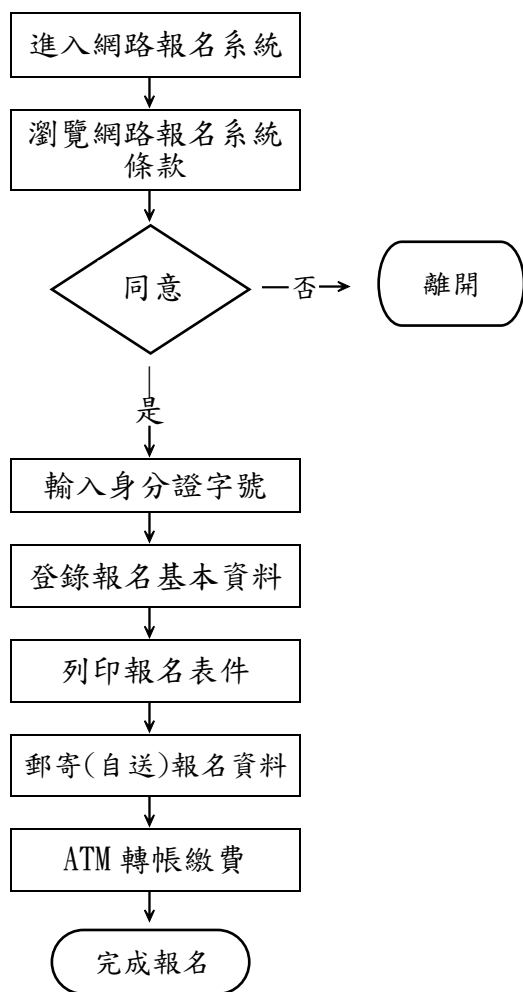 進入網路報名系統
瀏覽網路報名系統
條款
同意
否
離開
是
輸入身分證字號
登錄報名基本資料
列印報名表件
郵寄(自送)報名資料
ATM 轉帳繳費
完成報名